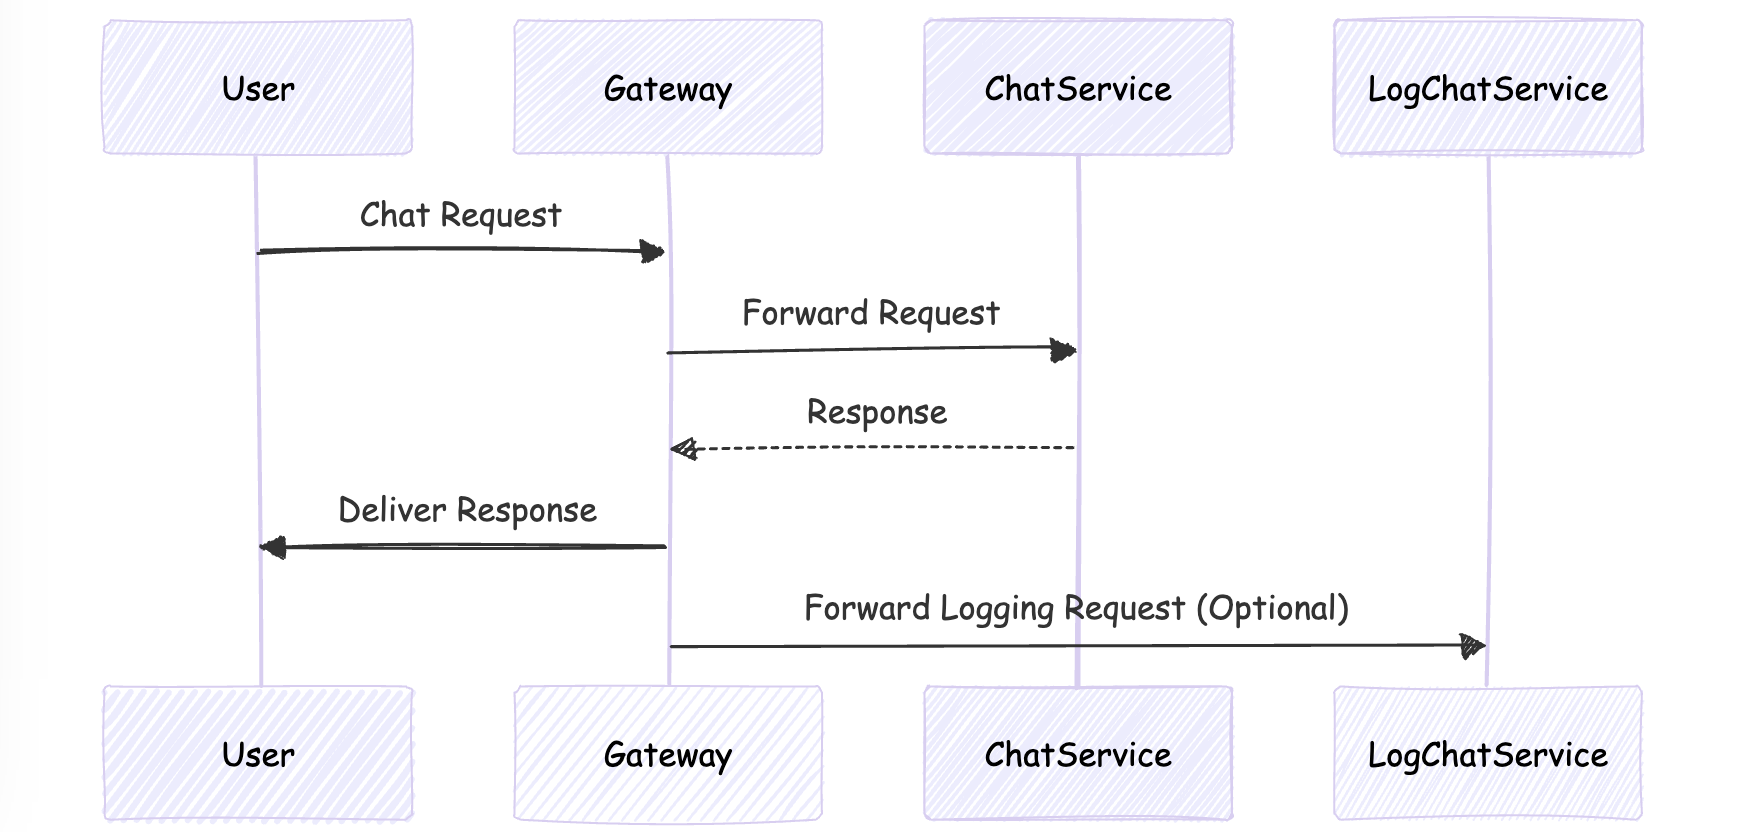 User
Gateway
ChatService
LogChatService
Chat Request
Forward Request
Response
Deliver Response
Forward Logging Request (Optional)
User
Gateway
ChatService
LogChatService